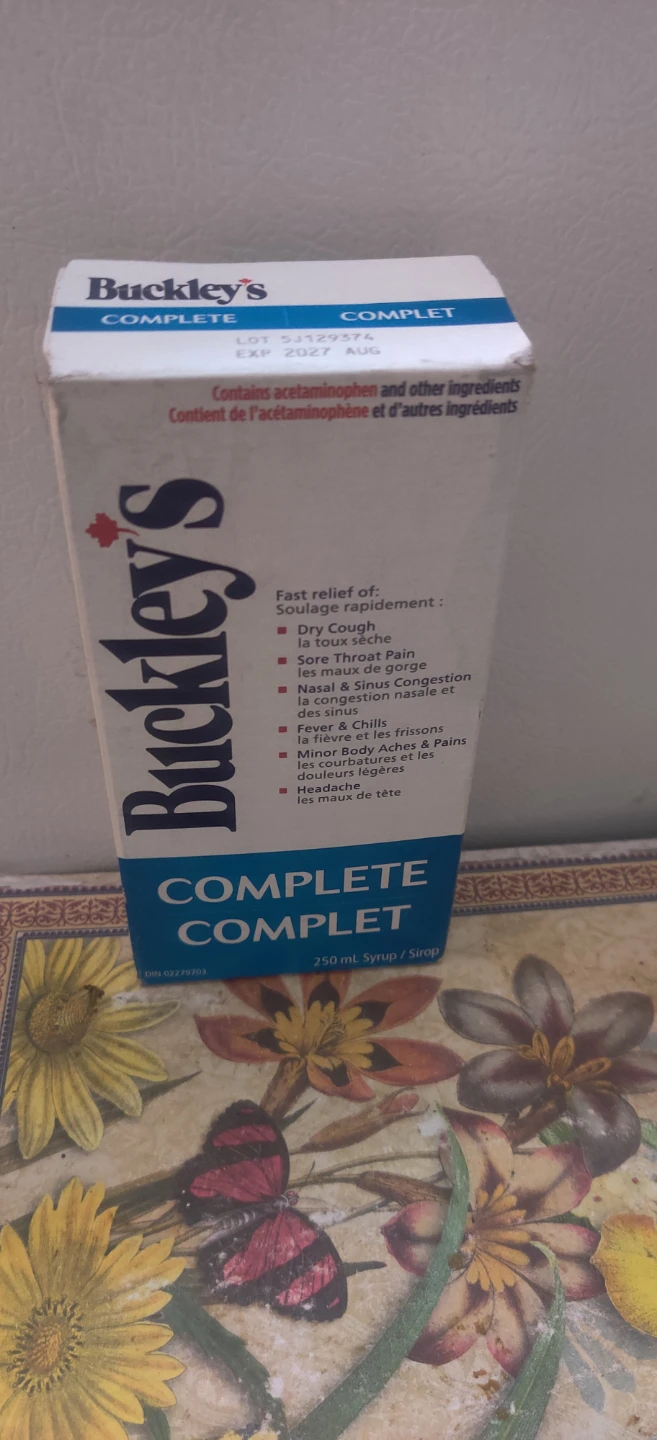 Buckley's
COMPLETE COMPLET
LOT 5J129374
EXP 2027 AUG
Contains acetaminophen and other ingredients
Contient de l'acétaminophène et d'autres ingrédients
Buckley's
Fast relief of:
Soulage rapidement :
Dry Cough
la toux sèche
Sore Throat Pain
les maux de gorge
Nasal & Sinus Congestion
la congestion nasale et
des sinus
Fever & Chills
la fièvre et les frissons
Minor Body Aches & Pains
les courbatures et les
douleurs légères
Headache
les maux de tête
COMPLETE
COMPLET
250 mL Syrup / Sirop
DIN 02279703